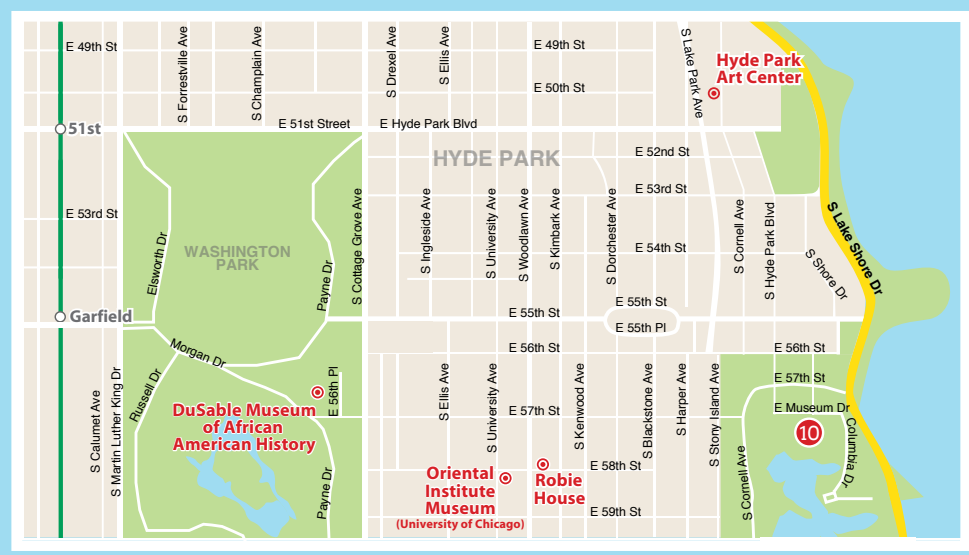 E 49th St
S Forrestville Ave
S Champlain Ave
S Drexel Ave
S Ellis Ave
E 49th St
E 50th St
S Lake Park Ave
Hyde Park
Art Center
51st
E 51st Street
E Hyde Park Blvd
HYDE PARK
E 52nd St
E 53rd St
E 53rd St
WASHINGTON
PARK
Elsworth Dr
Payne Dr
S Cottage Grove Ave
S Ingleside Ave
S University Ave
S Woodlawn Ave
S Kimbark Ave
S Dorchester Ave
E 54th St
S Cornell Ave
S Hyde Park Blvd
S Shore Dr
S Lake Shore Dr
Garfield
E 55th St
E 55th St
E 55th Pl
E 56th St
E 56th St
Morgan Dr
Russell Dr
S Calumet Ave
S Martin Luther King Dr
E 56th Pl
DuSable Museum
of African
American History
Payne Dr
S Ellis Ave
S University Ave
E 57th St
S Kenwood Ave
S Blackstone Ave
S Harper Ave
S Stony Island Ave
E 57th St
E Museum Dr
10
Columbia Dr
S Cornell Ave
Oriental
Institute
Museum
(University of Chicago)
Robie
House
E 58th St
E 59th St